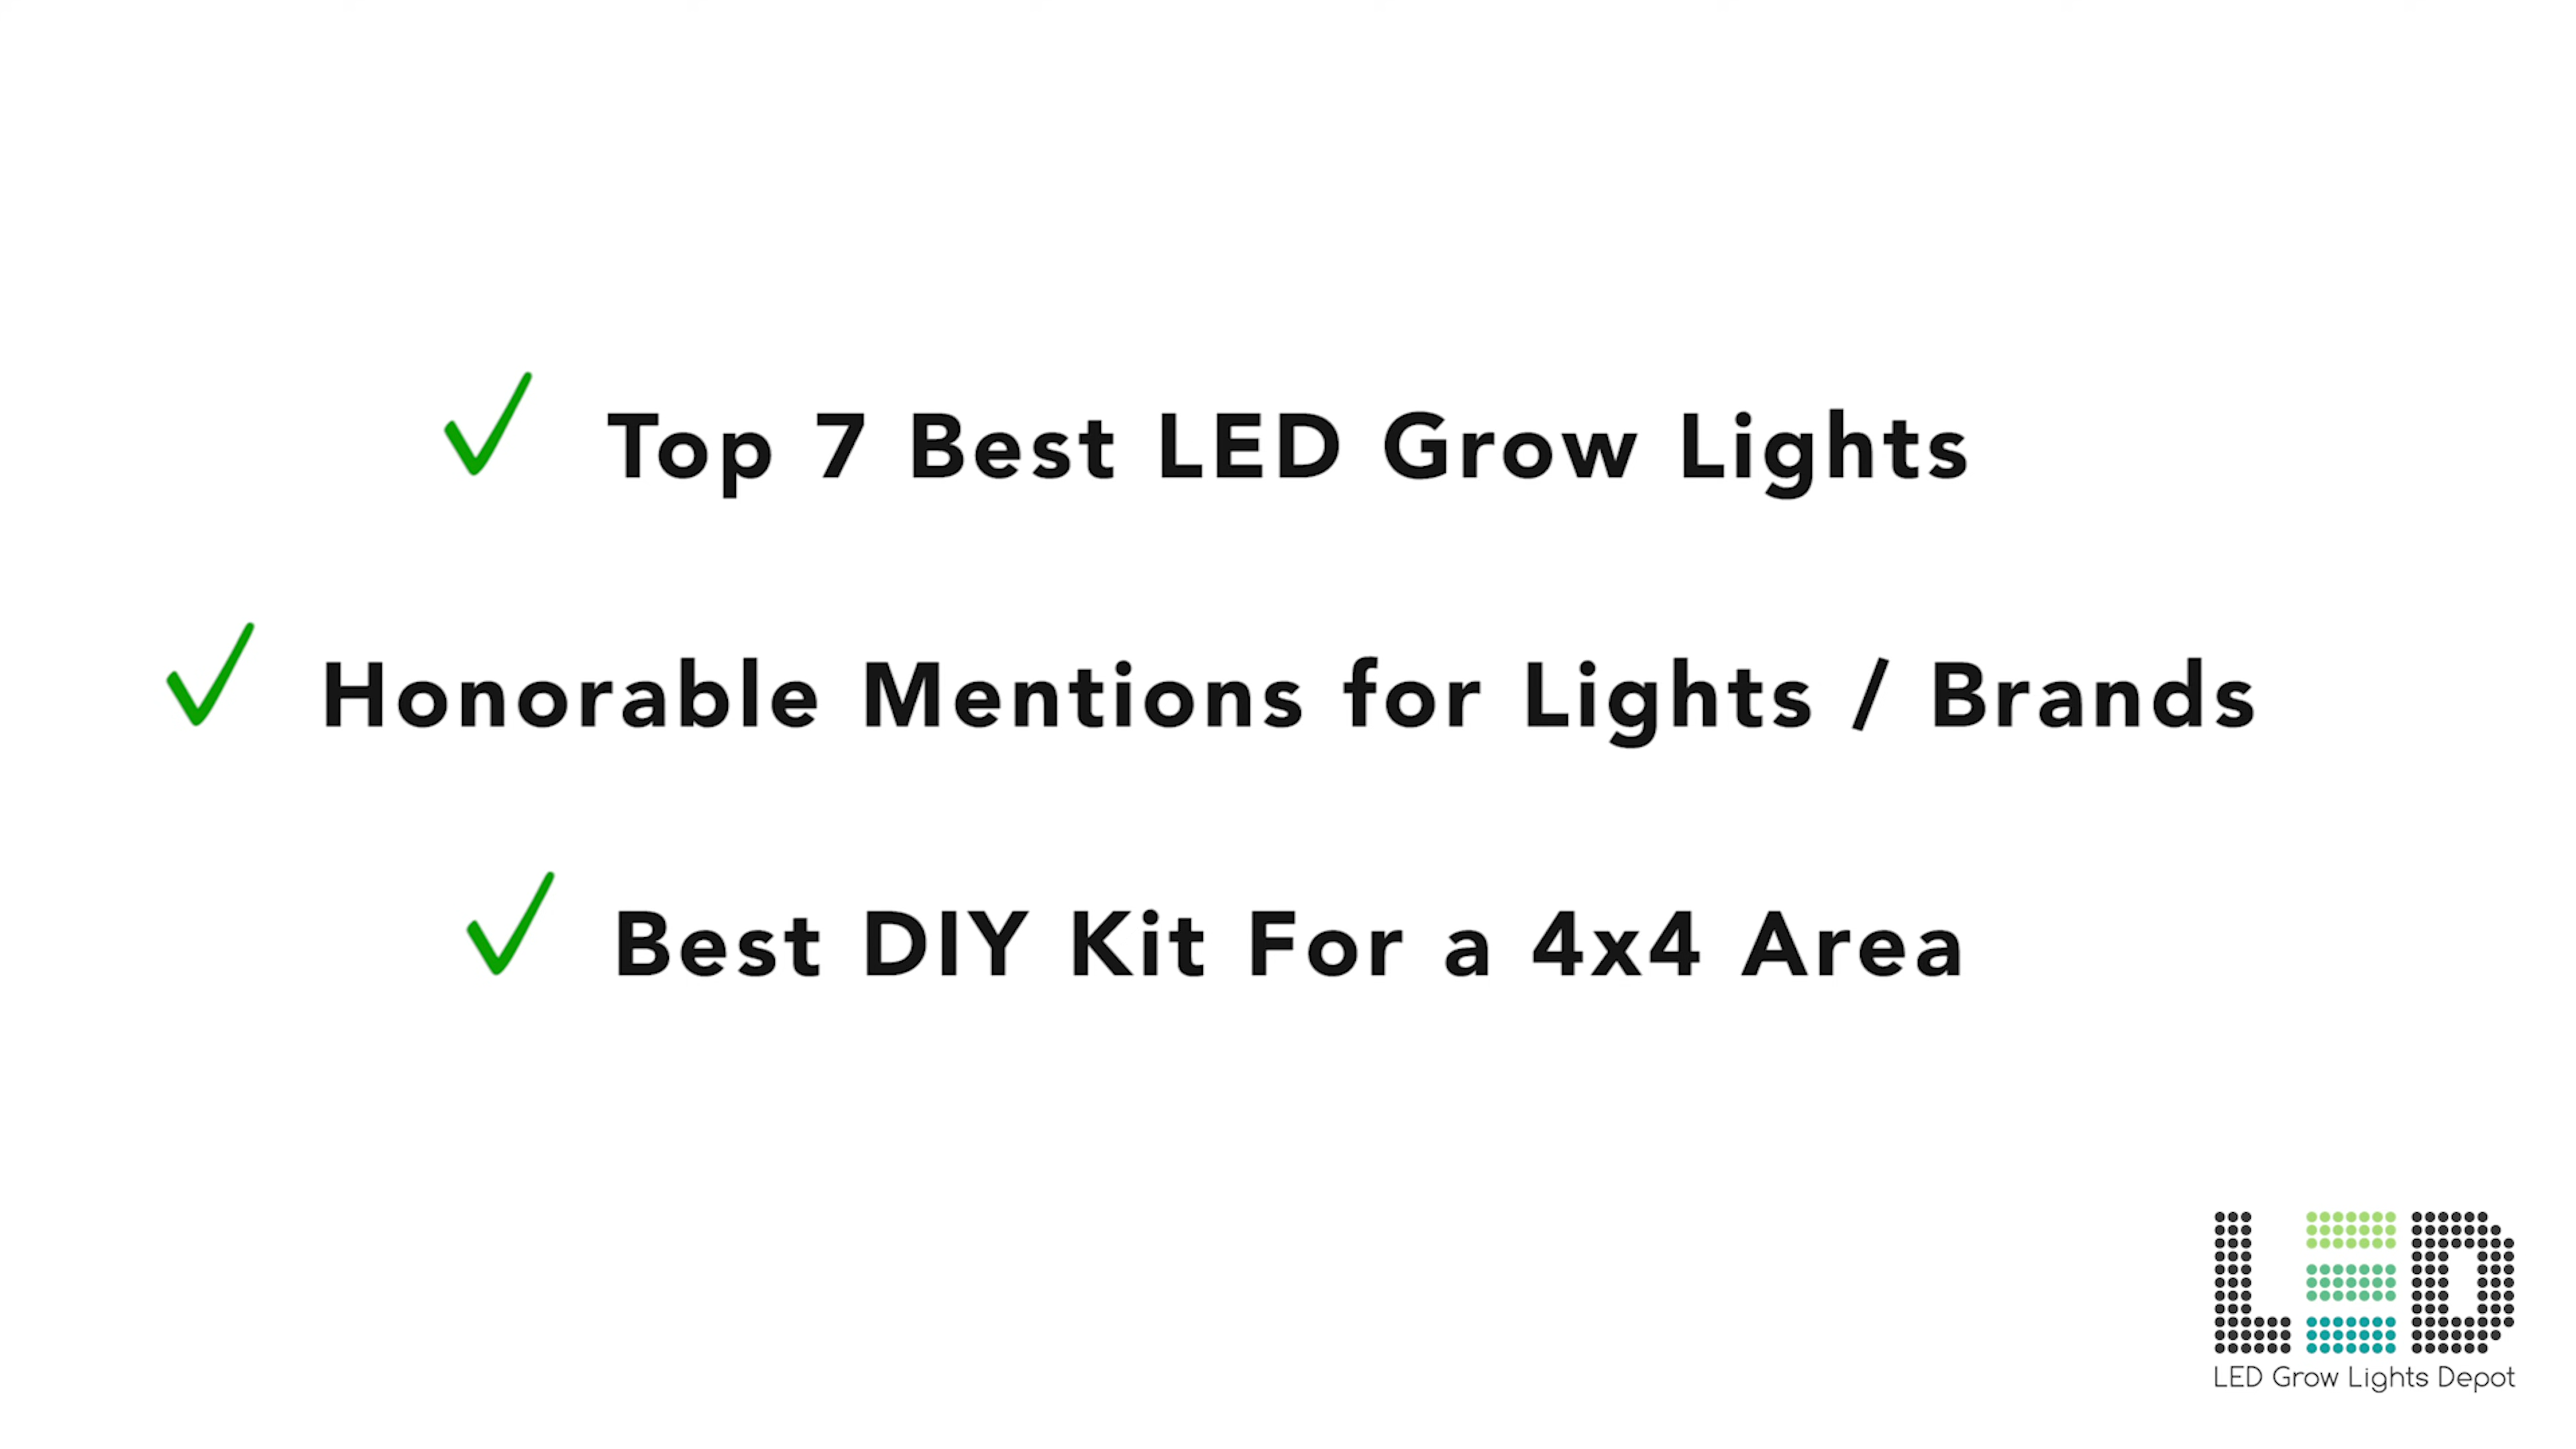 Top 7 Best LED Grow Lights
Honorable Mentions for Lights / Brands
Best DIY Kit For a 4x4 Area
LED
LED Grow Lights Depot